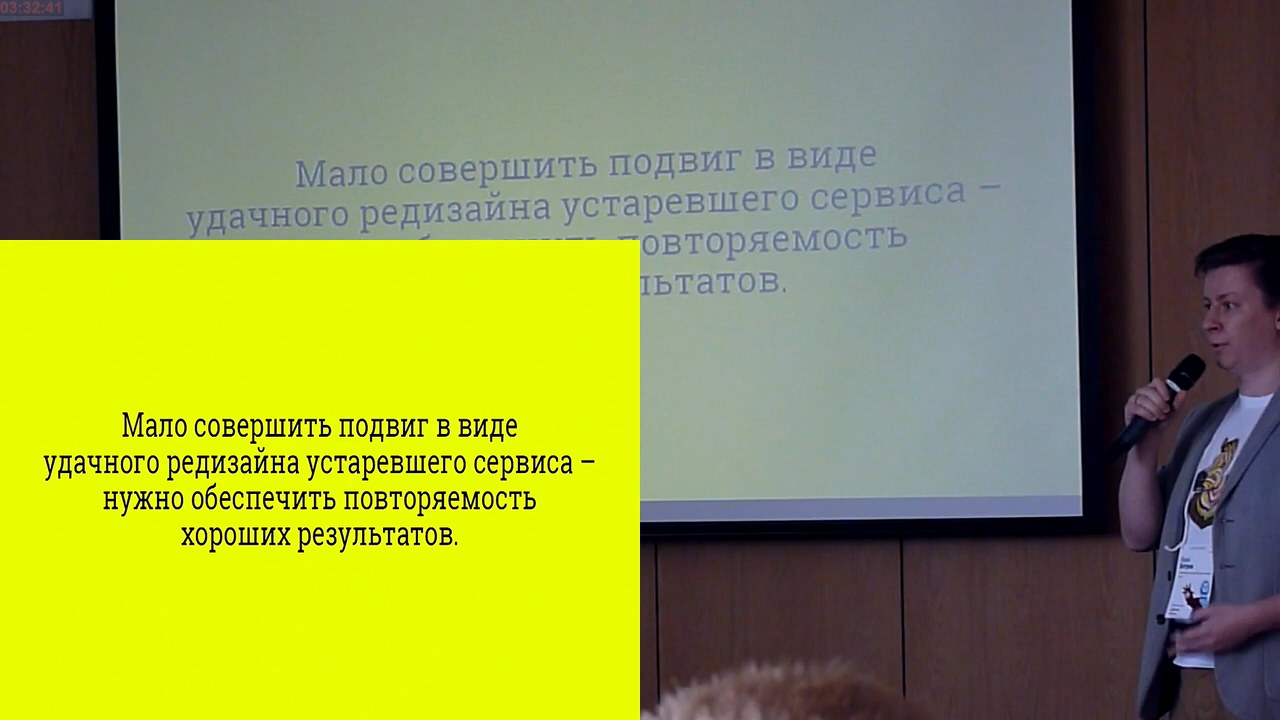 03:32:41
Мало совершить подвиг в виде
удачного редизайна устаревшего сервиса –
повторяемость
Мало совершить подвиг в виде
удачного редизайна устаревшего сервиса –
нужно обеспечить повторяемость
хороших результатов.